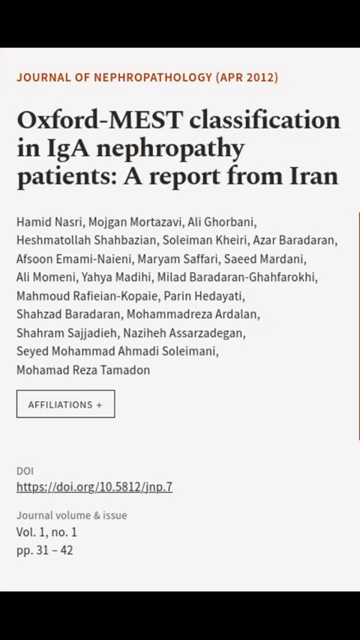 JOURNAL OF NEPHROPATHOLOGY (APR 2012)
Oxford-MEST classification
in IgA nephropathy
patients: A report from Iran
Hamid Nasri, Mojgan Mortazavi, Ali Ghorbani,
Heshmatollah Shahbazian, Soleiman Kheiri, Azar Baradaran,
Afsoon Emami-Naieni, Maryam Saffari, Saeed Mardani,
Ali Momeni, Yahya Madihi, Milad Baradaran-Ghahfarokhi,
Mahmoud Rafieian-Kopaie, Parin Hedayati,
Shahzad Baradaran, Mohammadreza Ardalan,
Shahram Sajjadieh, Naziheh Assarzadegan,
Seyed Mohammad Ahmadi Soleimani,
Mohamad Reza Tamadon
AFFILIATIONS +
DOI
https://doi.org/10.5812/jnp.7
Journal volume & issue
Vol. 1, no. 1
pp. 31 – 42